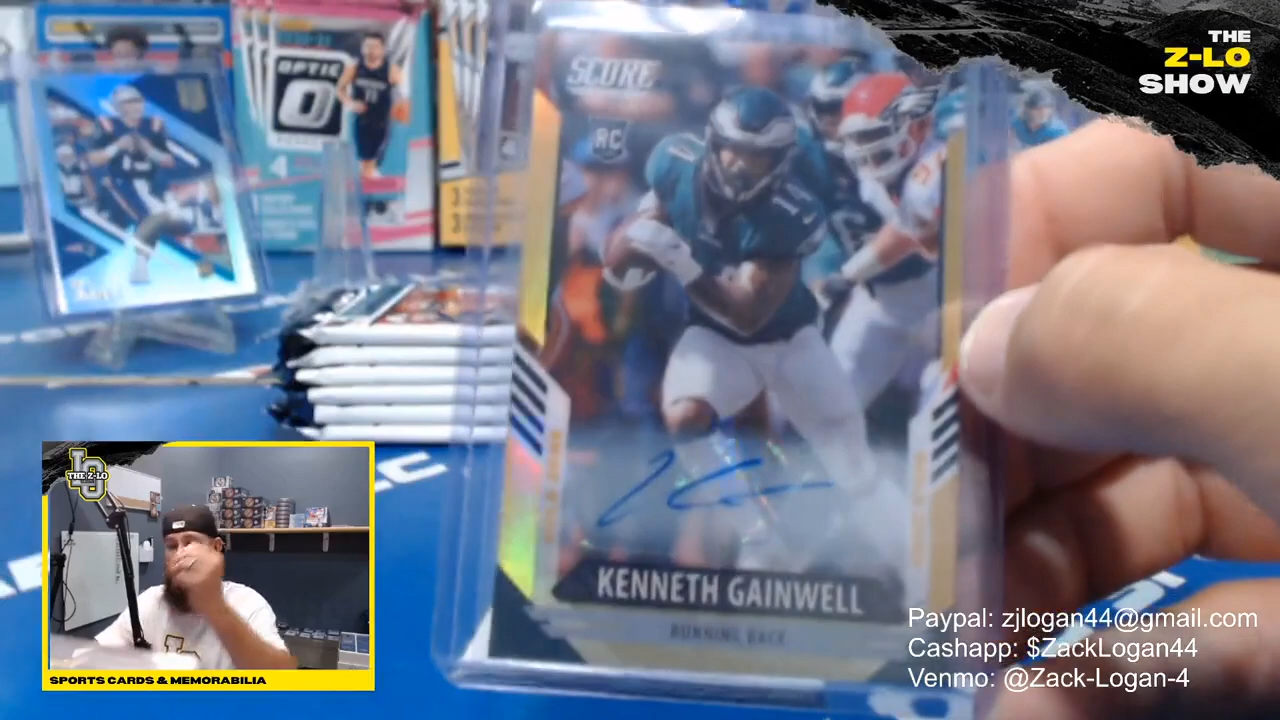 THE
Z-LO
SHOW
SCORE
RC
OPTIC
4
KENNETH GAINWELL
RUNNING BACK
THE Z-LO
SPORTS CARDS & MEMORABILIA
Paypal: zjlogan44@gmail.com
Cashapp: $ZackLogan44
Venmo: @Zack-Logan-4